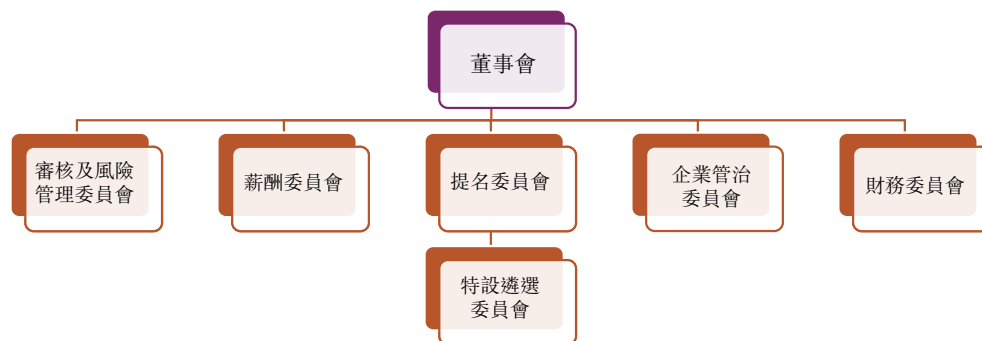 董事會
審核及風險
管理委員會
薪酬委員會
提名委員會
企業管治
委員會
財務委員會
特設遴選
委員會